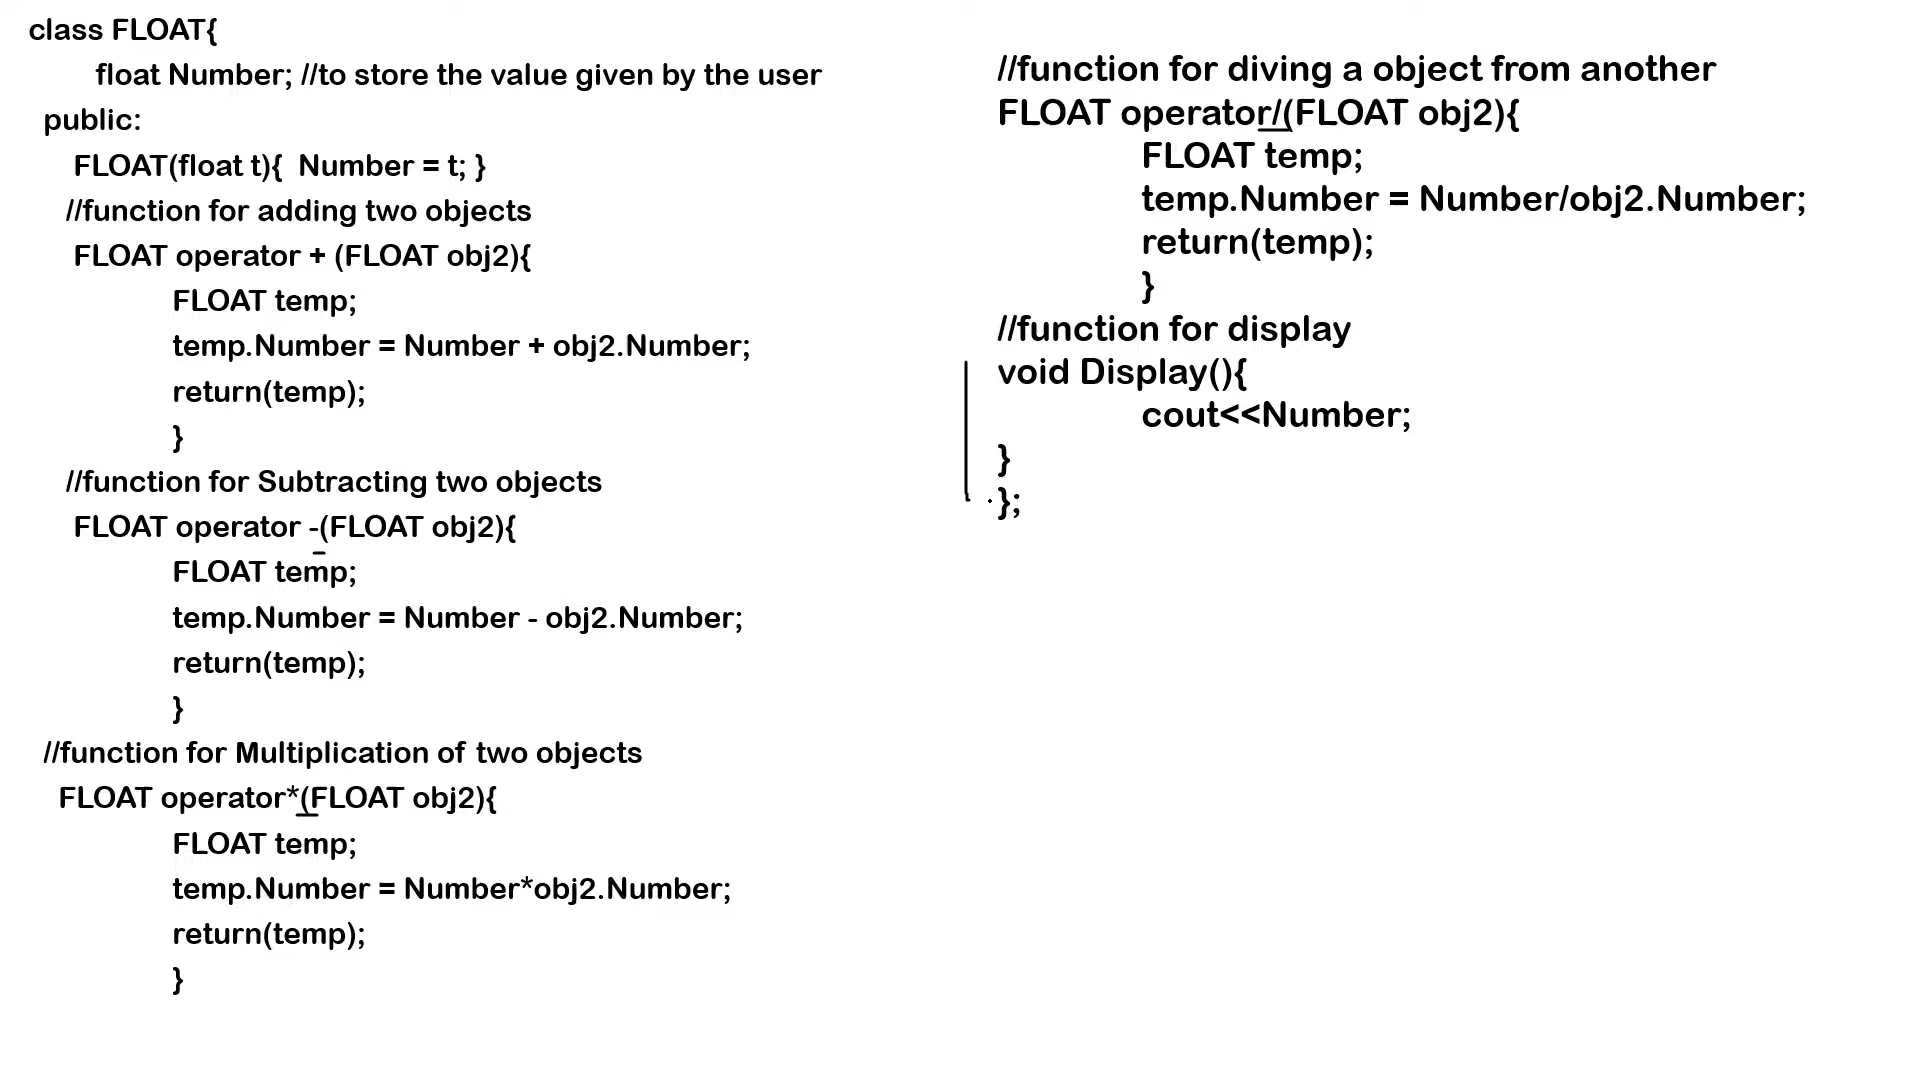 class FLOAT{
float Number; //to store the value given by the user
public:
FLOAT(float t){ Number = t; }
//function for adding two objects
FLOAT operator + (FLOAT obj2){
FLOAT temp;
temp.Number = Number + obj2.Number;
return(temp);
}
//function for Subtracting two objects
FLOAT operator -(FLOAT obj2){
FLOAT temp;
temp.Number = Number - obj2.Number;
return(temp);
}
//function for Multiplication of two objects
FLOAT operator*(FLOAT obj2){
FLOAT temp;
temp.Number = Number*obj2.Number;
return(temp);
}
//function for diving a object from another
FLOAT operator/(FLOAT obj2){
FLOAT temp;
temp.Number = Number/obj2.Number;
return(temp);
}
//function for display
void Display(){
cout<<Number;
}
};